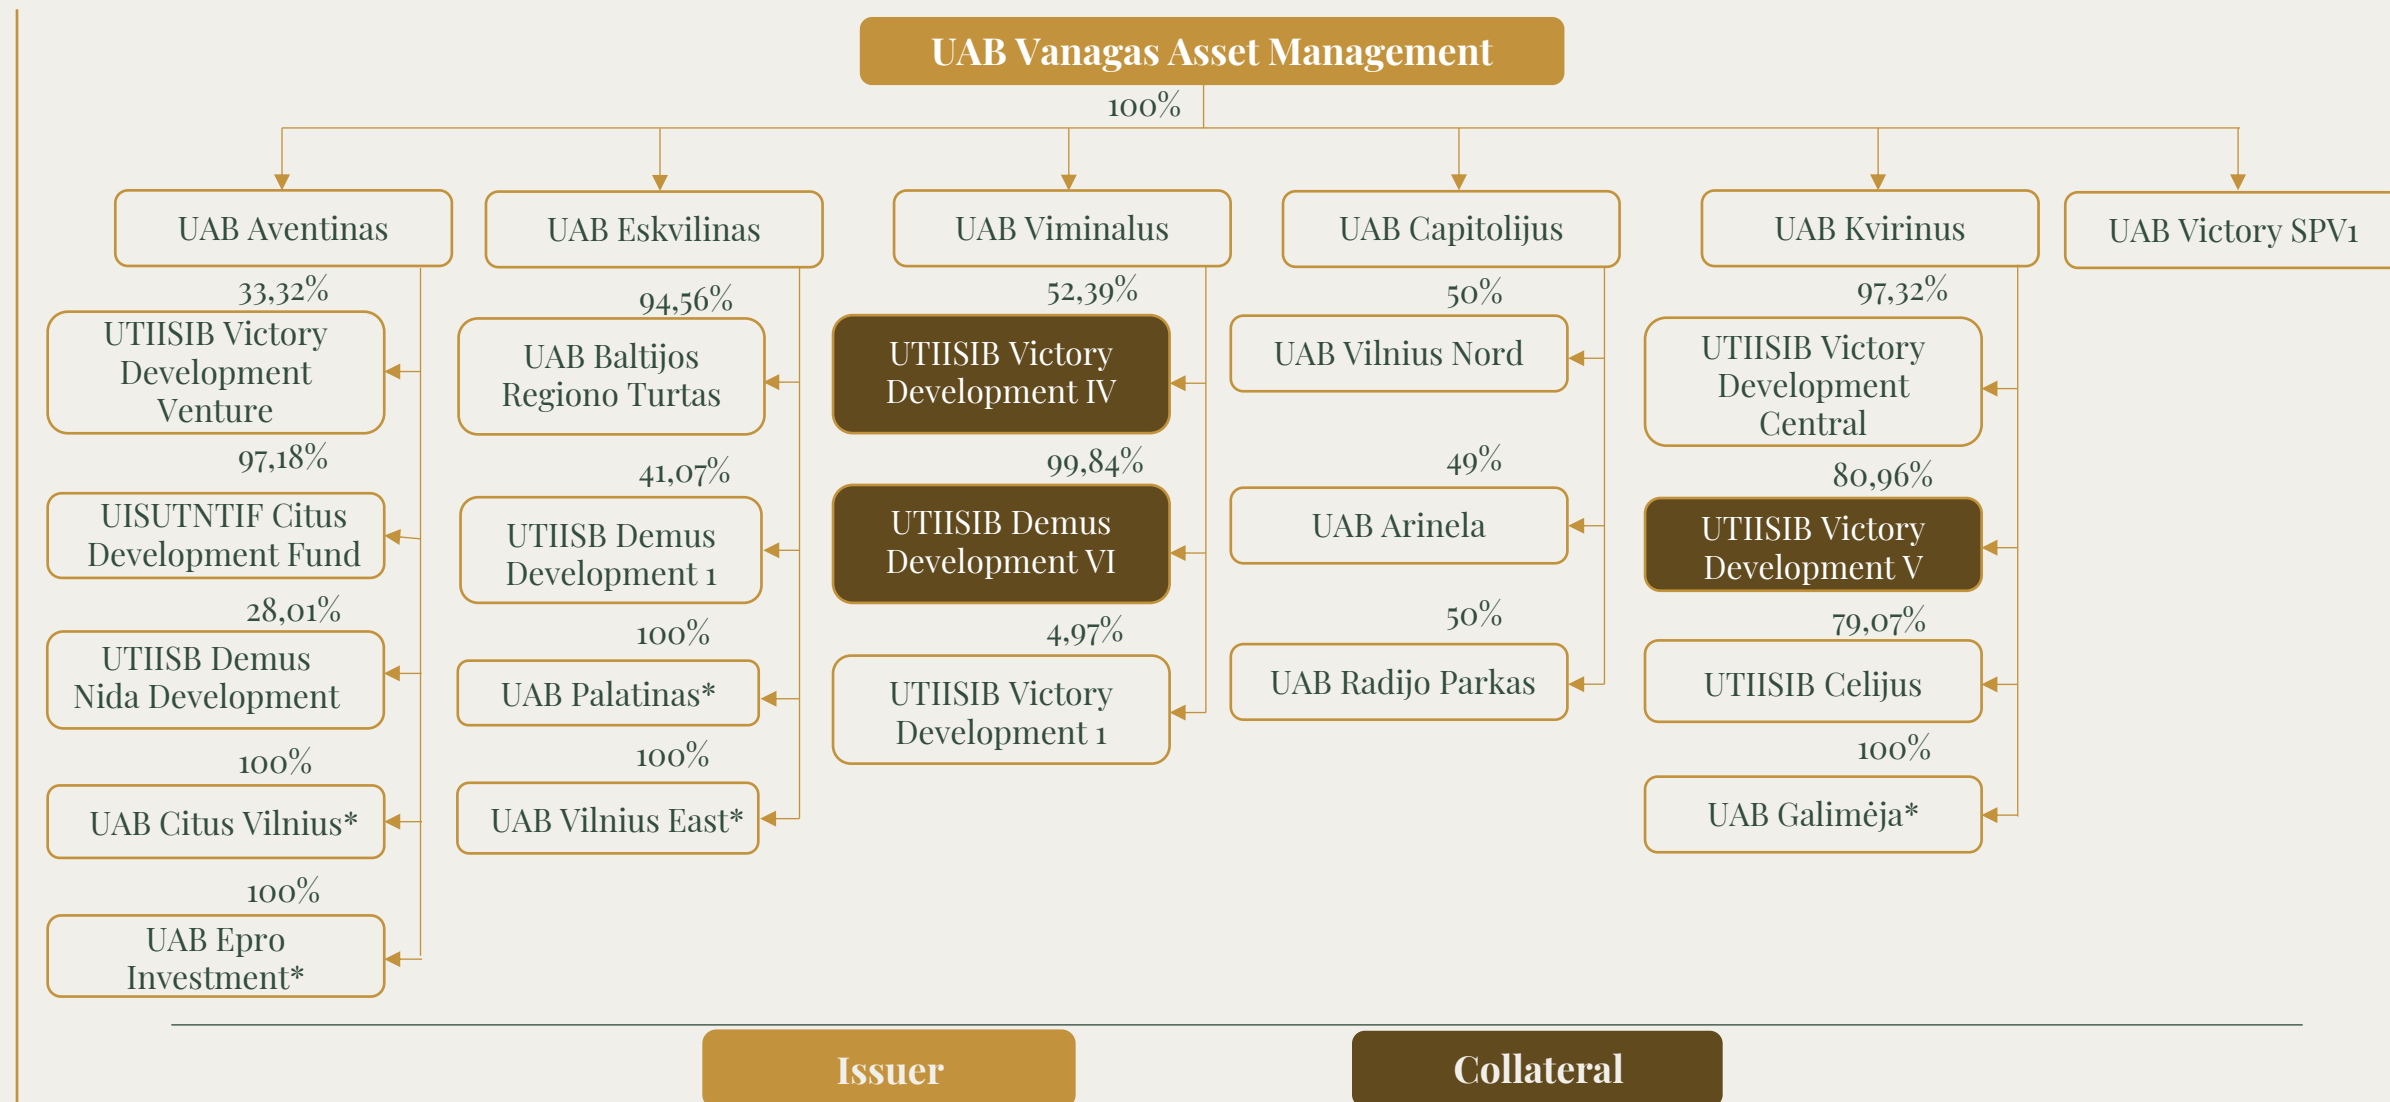 UAB Vanagas Asset Management
100%
UAB Aventinas
33,32%
UTIISIB Victory
Development
Venture
97,18%
UISUTNTIF Citus
Development Fund
28,01%
UTIISB Demus
Nida Development
100%
UAB Citus Vilnius*
100%
UAB Epro
Investment*
UAB Eskvilinas
94,56%
UAB Baltijos
Regiono Turtas
41,07%
UTIISB Demus
Development 1
100%
UAB Palatinas*
100%
UAB Vilnius East*
UAB Viminalus
52,39%
UTIISIB Victory
Development IV
99,84%
UTIISIB Demus
Development VI
4,97%
UTIISIB Victory
Development 1
UAB Capitolijus
50%
UAB Vilnius Nord
49%
UAB Arinela
50%
UAB Radijo Parkas
UAB Kvirinus
97,32%
UTIISIB Victory
Development
Central
80,96%
UTIISIB Victory
Development V
79,07%
UTIISIB Celijus
100%
UAB Galimėja*
UAB Victory SPV1
Issuer
Collateral